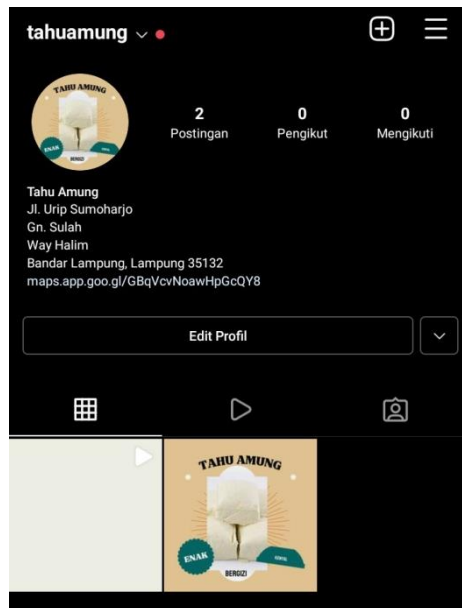 tahuamung
TAHU AMUNG
ENAK
BERGIZI
2
Postingan
0
Pengikut
0
Mengikuti
Tahu Amung
Jl. Urip Sumoharjo
Gn. Sulah
Way Halim
Bandar Lampung, Lampung 35132
maps.app.goo.gl/GBqVcvNoawHpGcQY8
Edit Profil
TAHU AMUNG
ENAK
BERGIZI